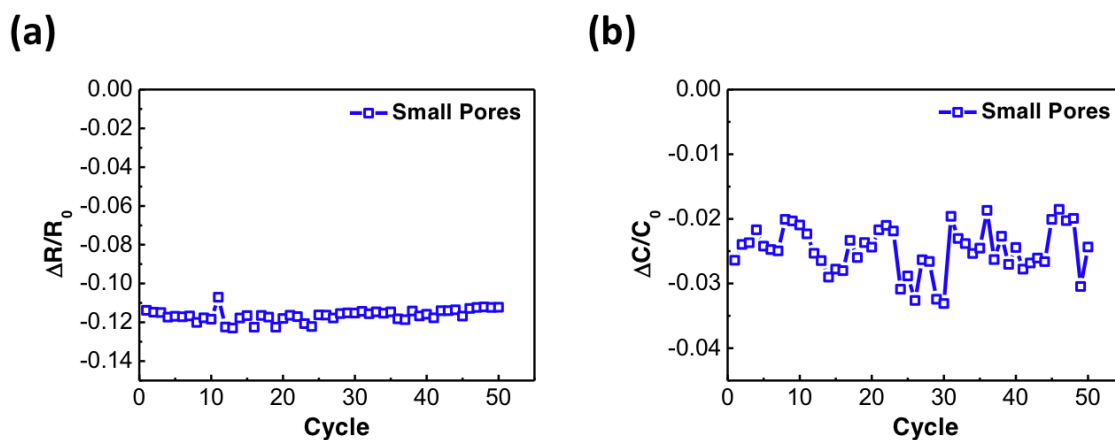 (a)
0.00
-0.02
-0.04
-0.06
-0.08
-0.10
-0.12
-0.14
ΔR/R₀
Small Pores
0 10 20 30 40 50
Cycle
(b)
0.00
-0.01
-0.02
-0.03
-0.04
ΔC/C₀
Small Pores
0 10 20 30 40 50
Cycle